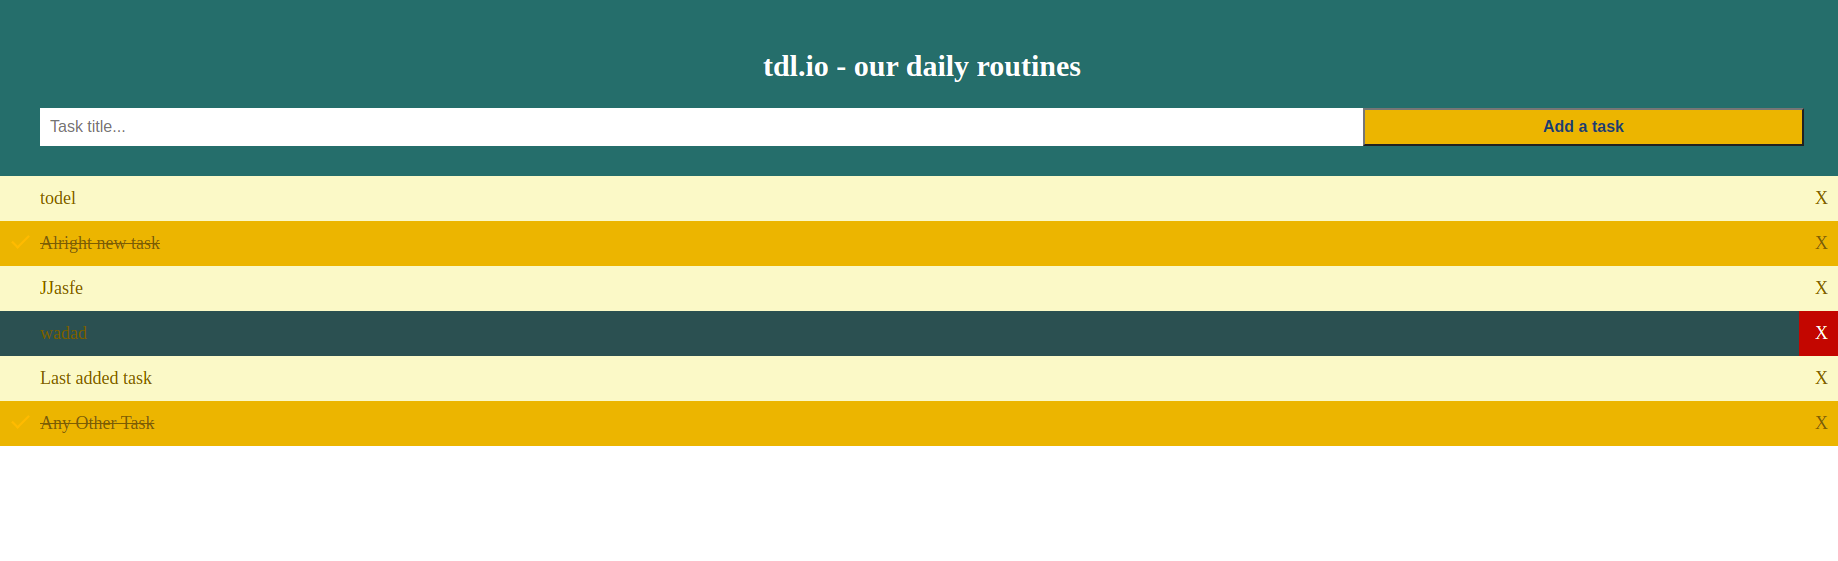 tdl.io - our daily routines
Task title...
Add a task
todel X
Alright new task X
JJasfe X
wadad X
Last added task X
Any Other Task X